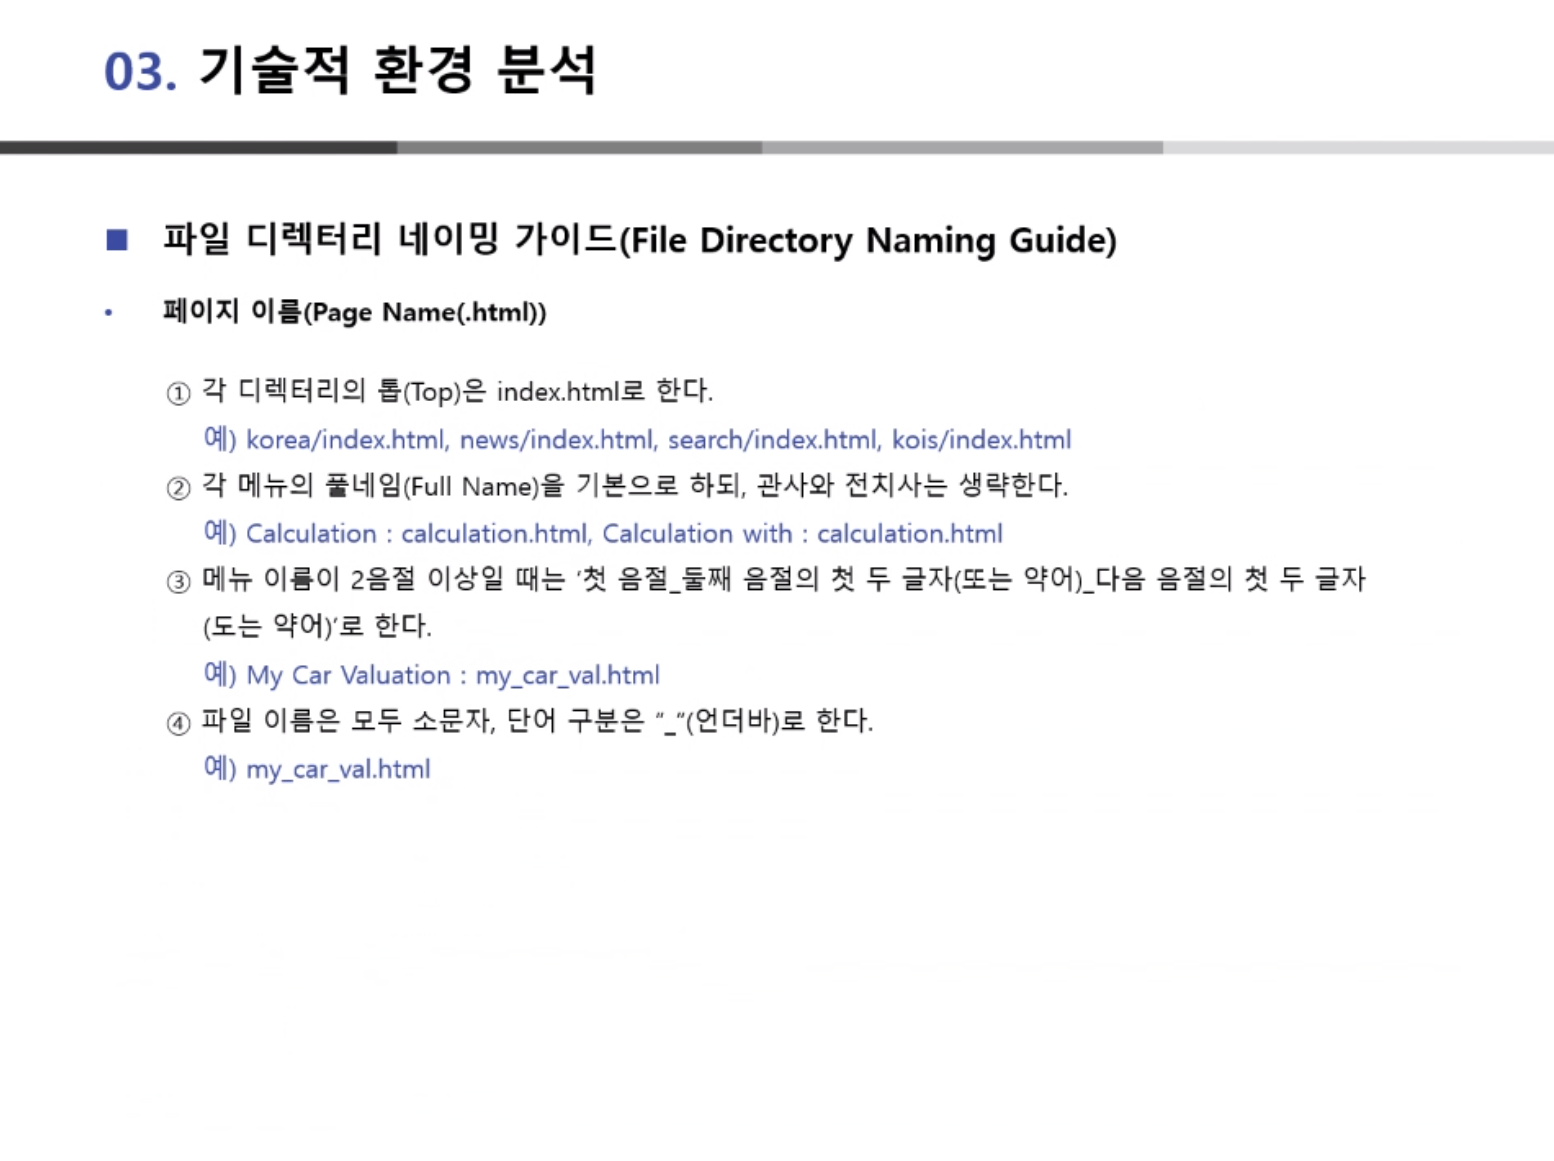 03. 기술적 환경 분석
■ 파일 디렉터리 네이밍 가이드(File Directory Naming Guide)
• 페이지 이름(Page Name(.html))
① 각 디렉터리의 톱(Top)은 index.html로 한다.
예) korea/index.html, news/index.html, search/index.html, kois/index.html
② 각 메뉴의 풀네임(Full Name)을 기본으로 하되, 관사와 전치사는 생략한다.
예) Calculation : calculation.html, Calculation with : calculation.html
③ 메뉴 이름이 2음절 이상일 때는 ‘첫 음절_둘째 음절의 첫 두 글자(또는 약어)_다음 음절의 첫 두 글자
(도는 약어)’로 한다.
예) My Car Valuation : my_car_val.html
④ 파일 이름은 모두 소문자, 단어 구분은 “_”(언더바)로 한다.
예) my_car_val.html